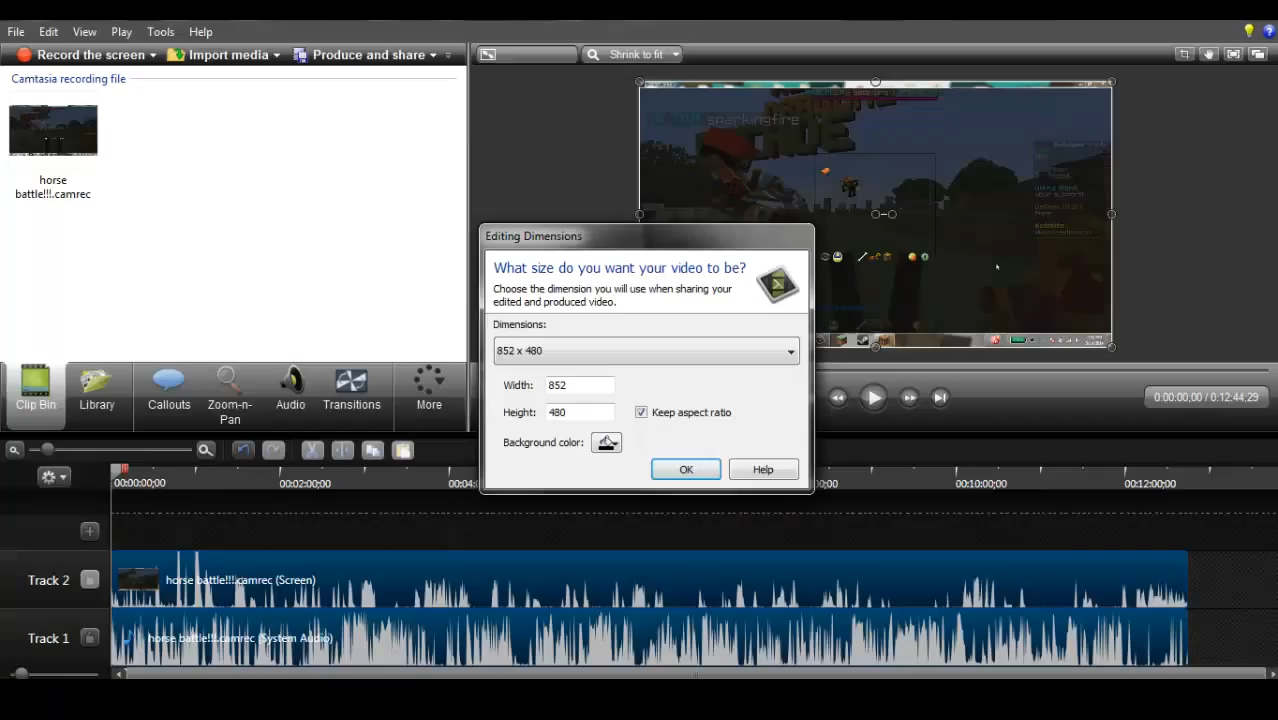 File Edit View Play Tools Help
Record the screen Import media Produce and share Shrink to fit
Camtasia recording file
sparkingfire
horse
battle!!!.camrec
Editing Dimensions
What size do you want your video to be?
Choose the dimension you will use when sharing your
edited and produced video.
Dimensions:
852 x 480
Width: 852
Height: 480 Keep aspect ratio
Background color:
OK Help
Clip Bin Library Callouts Zoom-n-
Pan Audio Transitions More
0:00:00;00 / 0:12:44;29
00:00:00;00 00:02:00;00 00:04: 00;00 00:10:00;00 00:12:00;00
Track 2 horse battle!!!.camrec (Screen)
Track 1 horse battle!!!.camrec (System Audio)